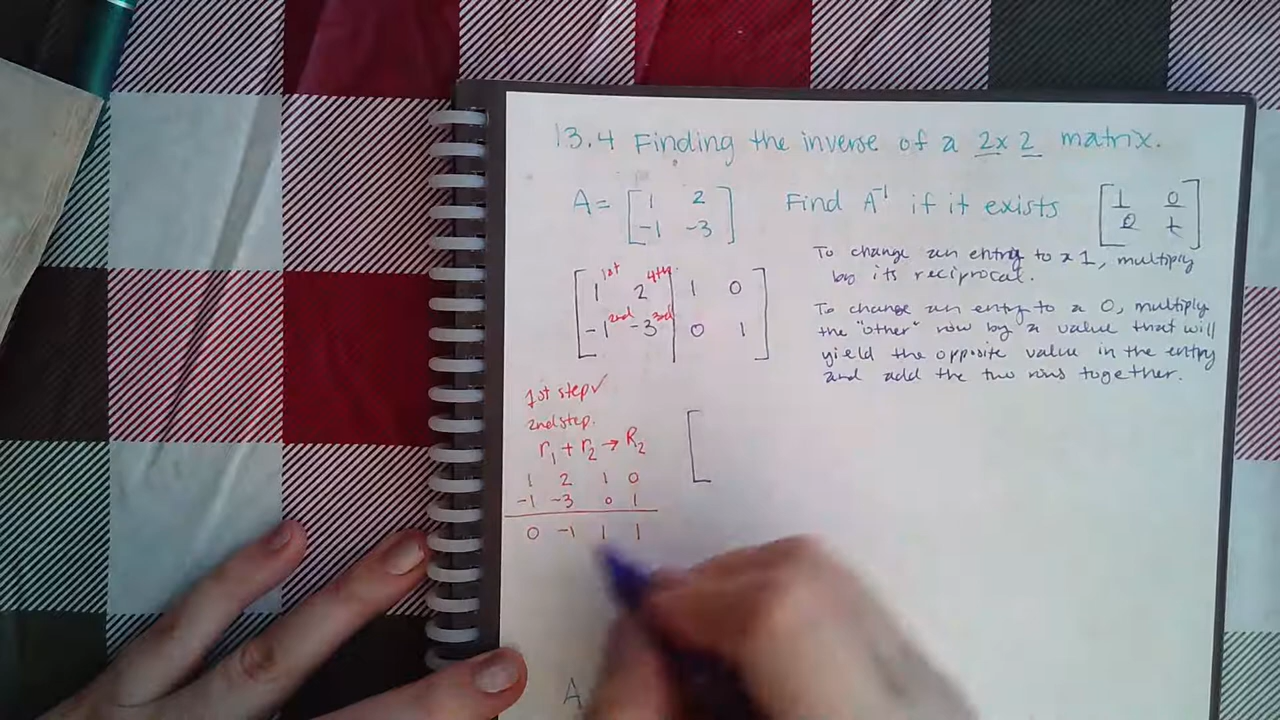 13.4 Finding the inverse of a 2x2 matrix.
A = [ 1 2 Find A⁻¹ if it exists [ 1 0
-1 -3 ] 0 1 ]
To change an entry to a 1, multiply
by its reciprocal.
To change an entry to a 0, multiply
the "other" row by a value that will
yield the opposite value in the entry
and add the two rows together.
1st 4th
1 2 | 1 0
2nd 3rd
-1 -3 | 0 1
1st step ✓
2nd step.
r₁ + r₂ → R₂
1 2 1 0
-1 -3 0 1
0 -1 1 1
[
A